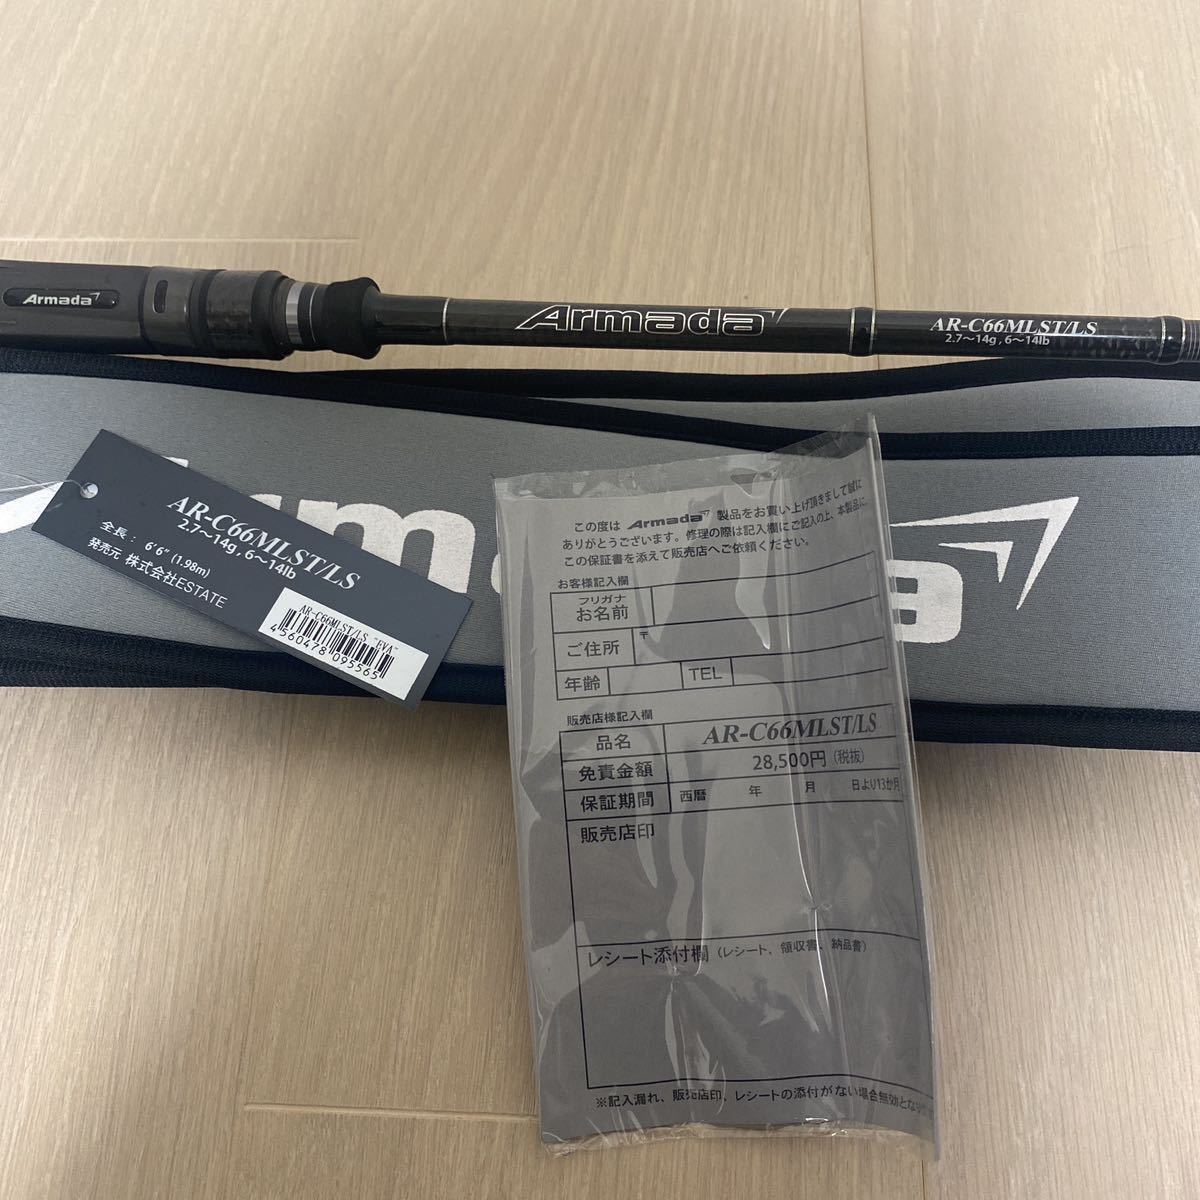 Armada
Armada
AR-C66MLST/LS
2.7〜14g, 6〜14lb
AR-C66MLST/LS
2.7〜14g, 6〜14lb
全長： 6'6" (1.98m)
発売元 株式会社ESTATE
AR-C66MLST/LS "EVA"
4560478095565
この度は Armada 製品をお買い上げ頂きまして誠に
ありがとうございます。修理の際は記入欄にご記入の上、本製品に、
この保証書を添えて販売店へご依頼ください。
お客様記入欄
フリガナ
お名前
ご住所 〒
年齢 TEL
販売店様記入欄
品名 AR-C66MLST/LS
免責金額 28,500円 (税抜)
保証期間 西暦 年 月 日より13か月
販売店印
レシート添付欄 (レシート、領収書、納品書)
※記入漏れ、販売店印、レシートの添付がない場合無効とな